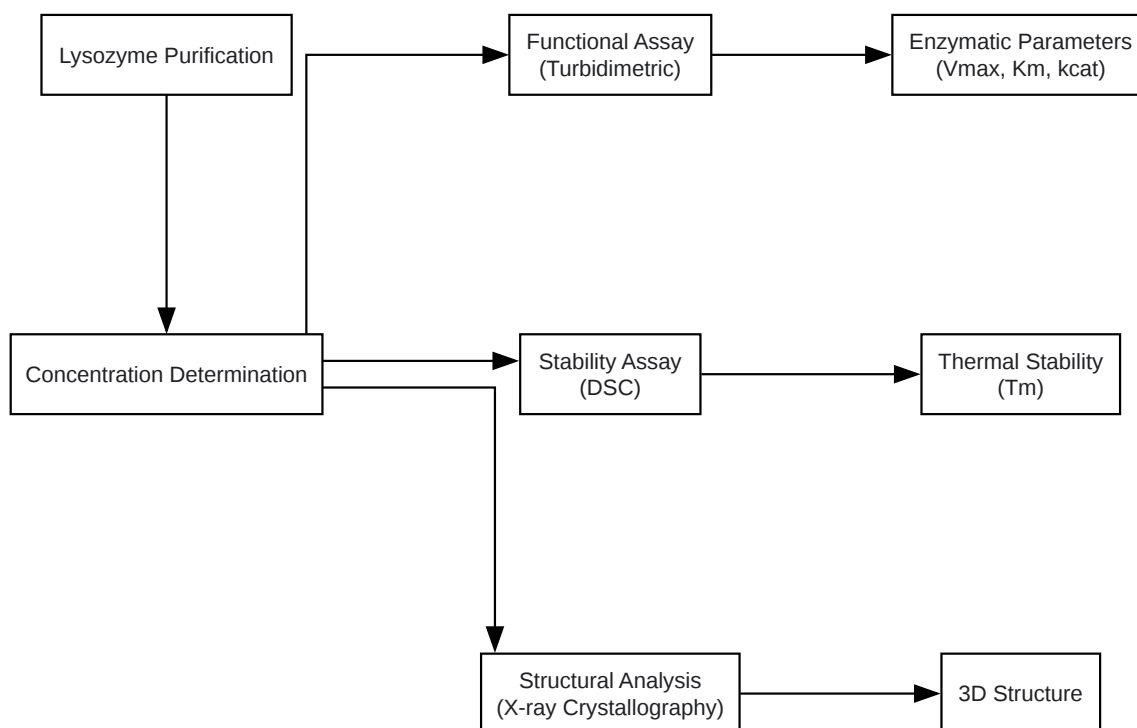 Lysozyme Purification
Functional Assay
(Turbidimetric)
Enzymatic Parameters
(Vmax, Km, kcat)
Concentration Determination
Stability Assay
(DSC)
Thermal Stability
(Tm)
Structural Analysis
(X-ray Crystallography)
3D Structure